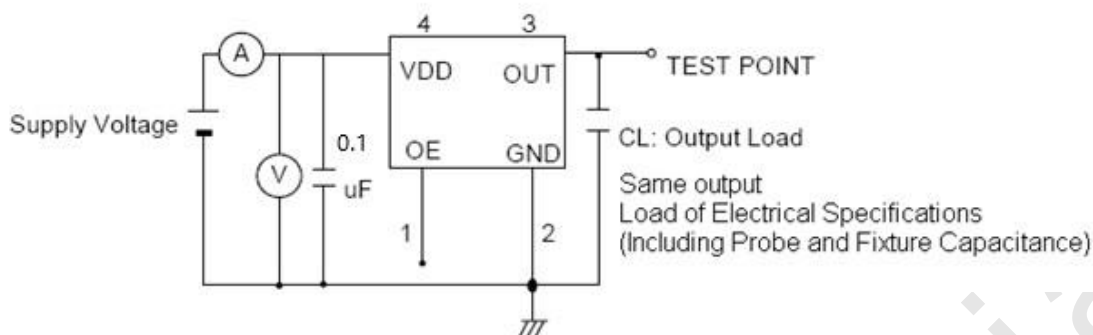 4 3
A
VDD OUT
TEST POINT
Supply Voltage
0.1
uF
V
OE GND
CL: Output Load
Same output
Load of Electrical Specifications
(Including Probe and Fixture Capacitance)
1 2